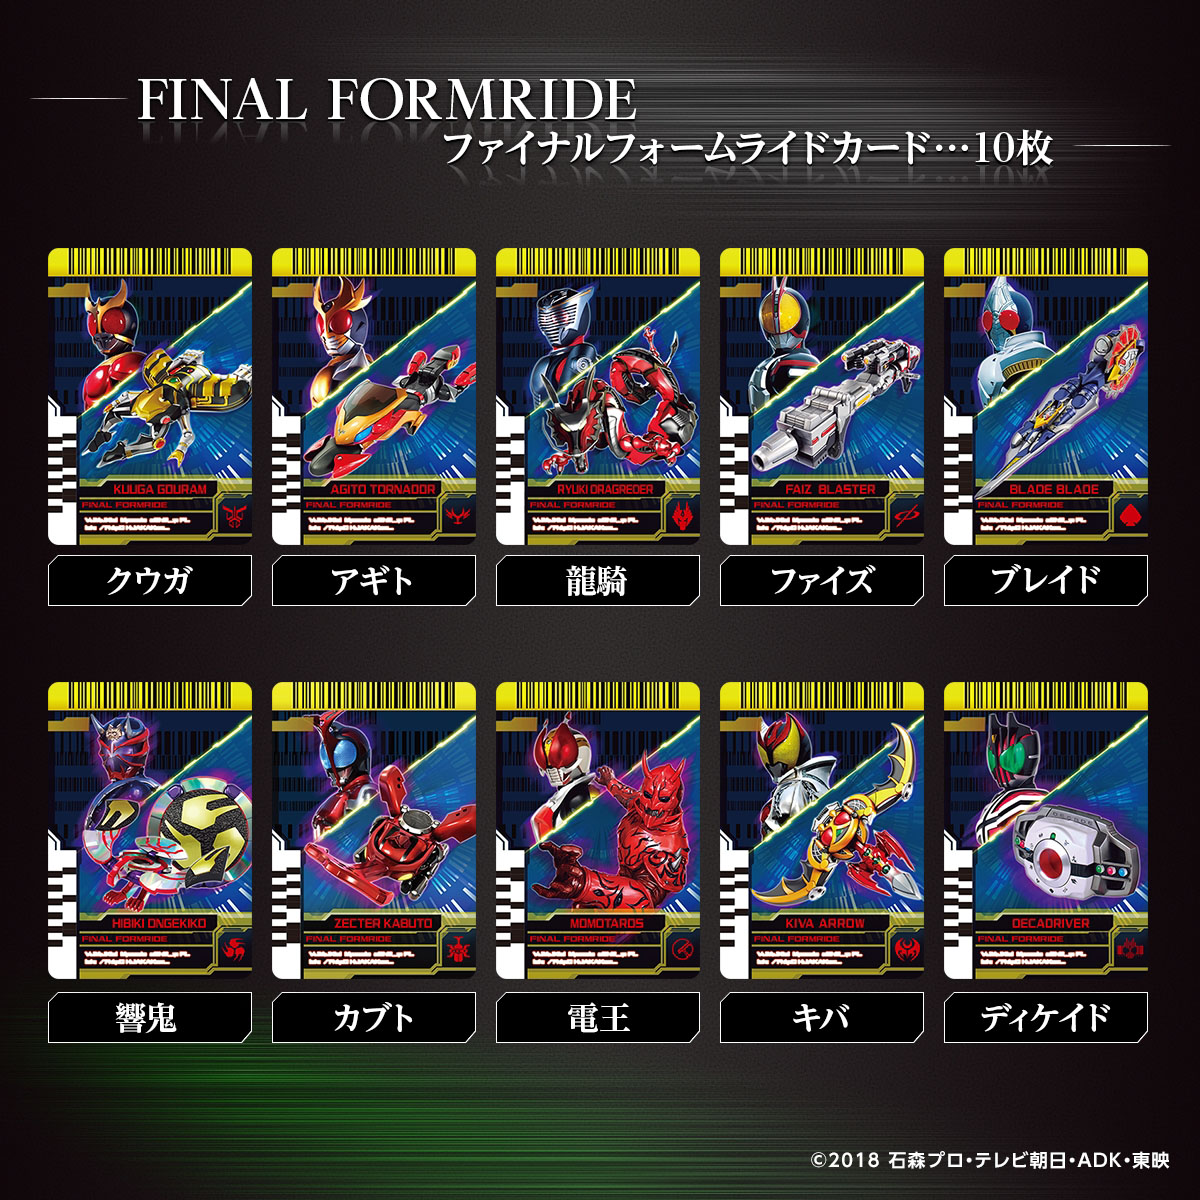 FINAL FORMRIDE
ファイナルフォームライドカード…10枚
KUUGA GOURAM
FINAL FORMRIDE
クウガ
AGITO TORNADOR
FINAL FORMRIDE
アギト
RYUKI DRAGREDER
FINAL FORMRIDE
龍騎
FAIZ BLASTER
FINAL FORMRIDE
ファイズ
BLADE BLADE
FINAL FORMRIDE
ブレイド
HIBIKI ONGEKIKO
FINAL FORMRIDE
響鬼
ZECTER KABUTO
FINAL FORMRIDE
カブト
MOMOTAROS
FINAL FORMRIDE
電王
KIVA ARROW
FINAL FORMRIDE
キバ
DECADE
DECADRIVER
FINAL FORMRIDE
ディケイド
©2018 石森プロ・テレビ朝日・ADK・東映